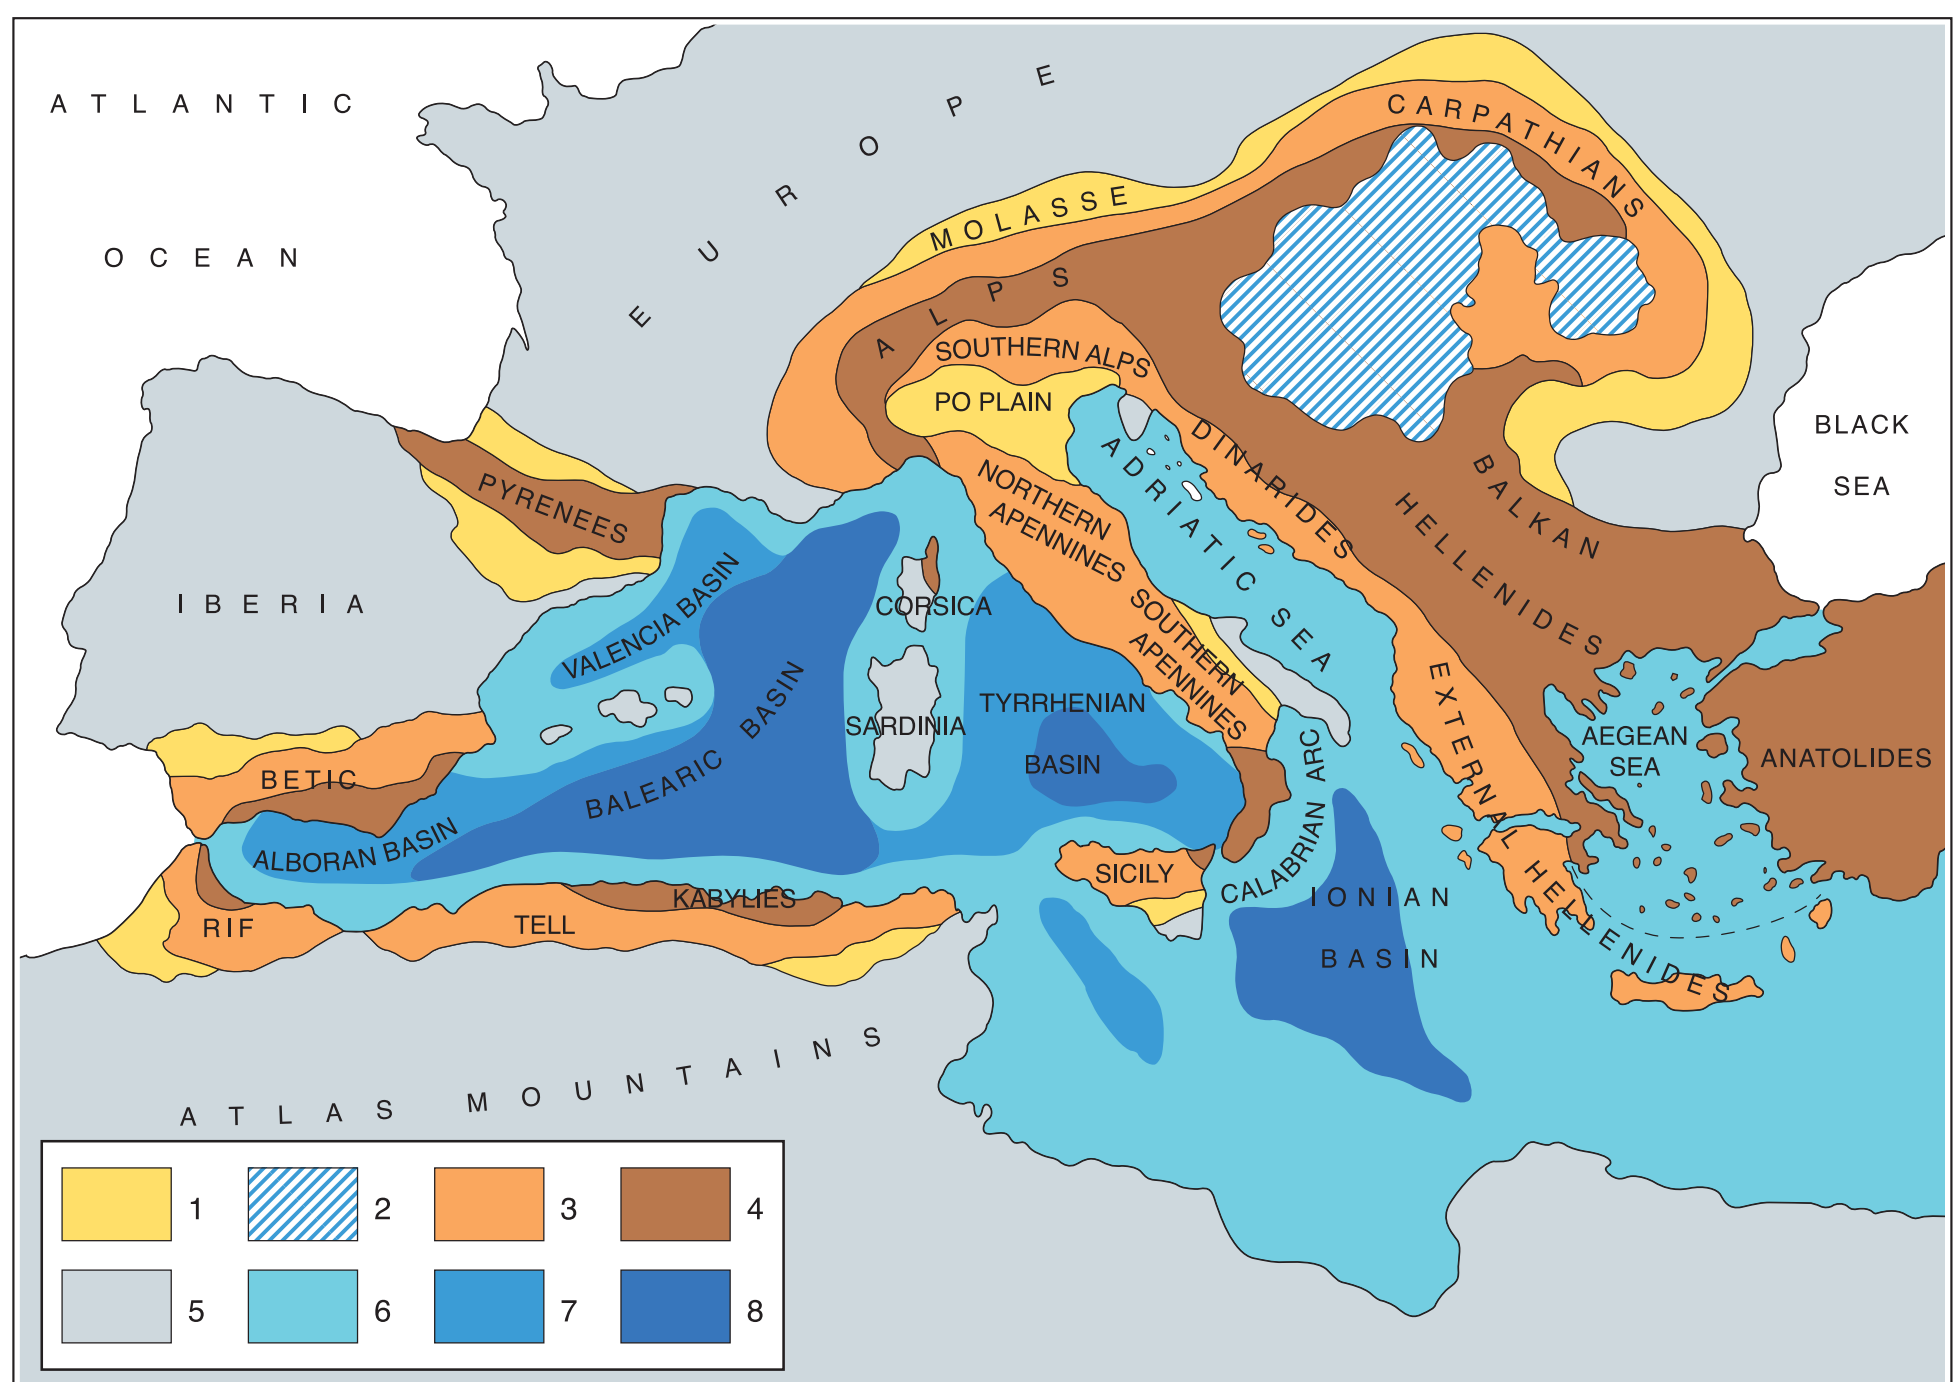 ATLANTIC
OCEAN
EUROPE
CARPATHIANS
MOLASSE
ALPS
SOUTHERN ALPS
PO PLAIN
BLACK
SEA
ADRIATIC SEA
DINARIDES
HELLENIDES
BALKAN
PYRENEES
NORTHERN
APENNINES
IBERIA
VALENCIA BASIN
CORSICA
SOUTHERN
APENNINES
BALEARIC BASIN
SARDINIA
TYRRHENIAN
BASIN
EXTERNAL HELLENIDES
AEGEAN
SEA
ANATOLIDES
BETIC
ALBORAN BASIN
CALABRIAN ARC
SICILY
IONIAN
BASIN
KABYLIES
RIF
TELL
ATLAS MOUNTAINS
1
2
3
4
5
6
7
8